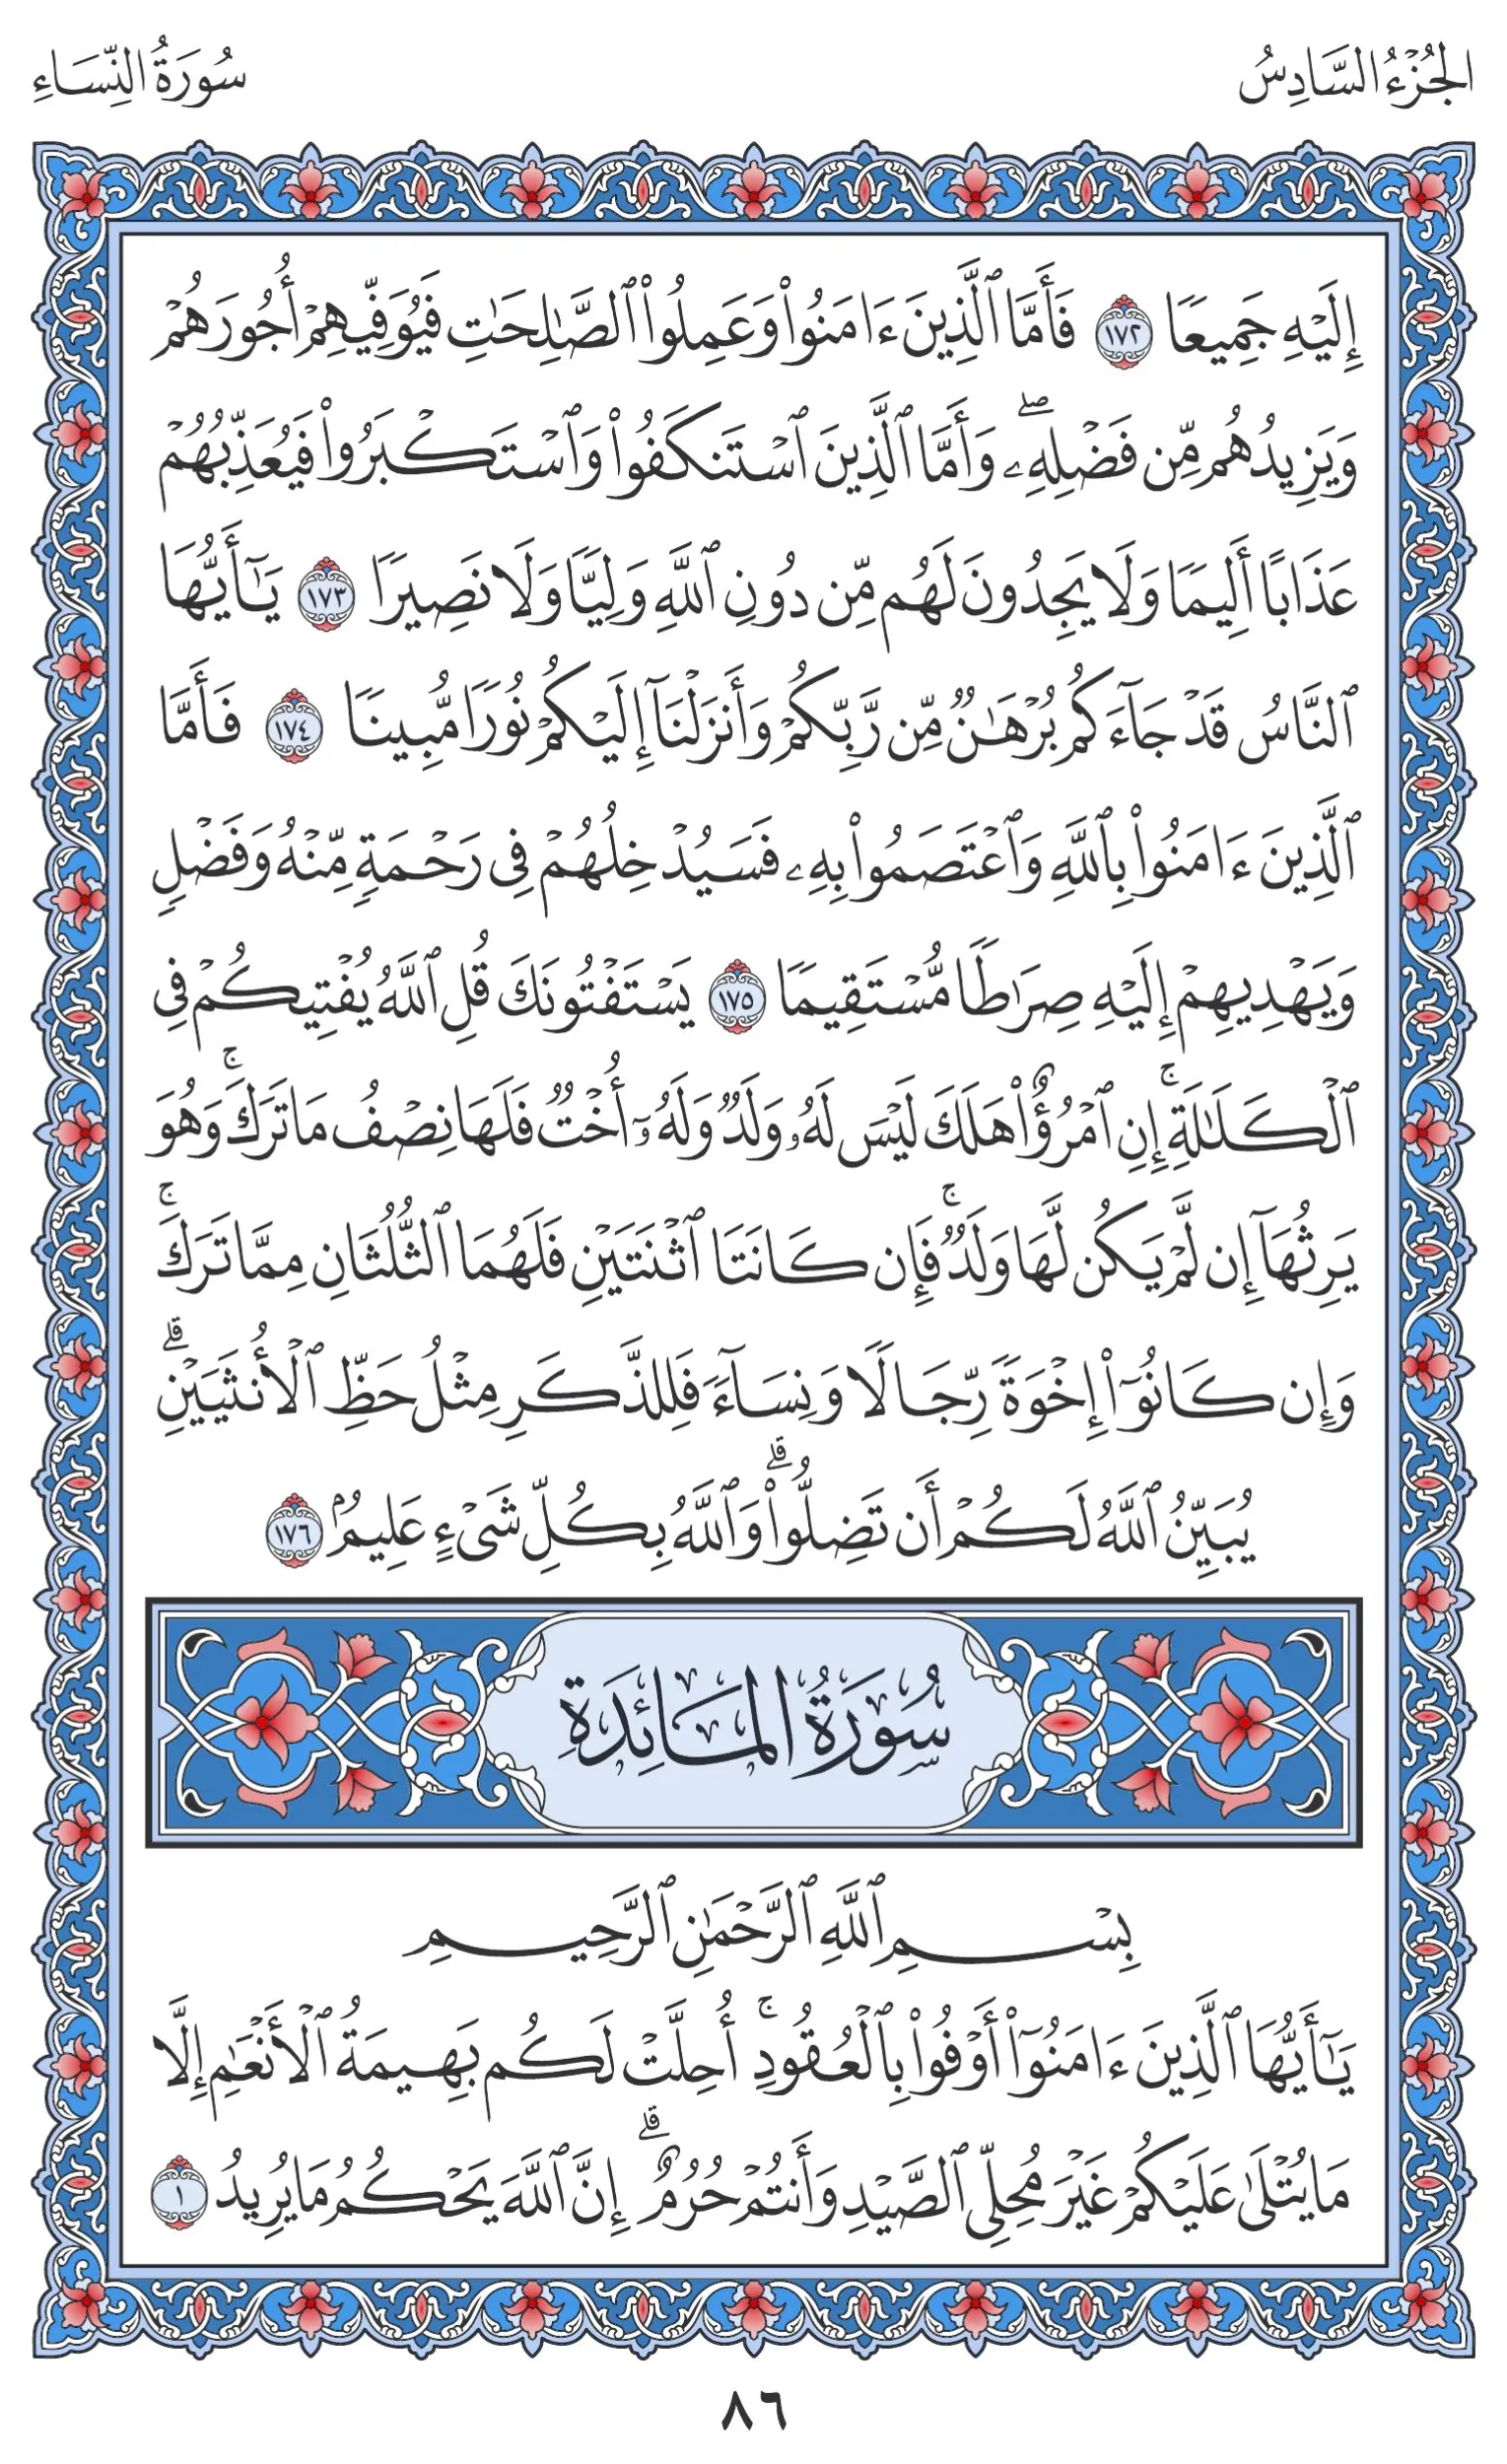 الجُزْءُ السَّادِسُ
سُورَةُ النِّسَاءِ
إِلَيْهِ جَمِيعًا ١٧٢ فَأَمَّا ٱلَّذِينَ ءَامَنُوا۟ وَعَمِلُوا۟ ٱلصَّٰلِحَٰتِ فَيُوَفِّيهِمْ أُجُورَهُمْ
وَيَزِيدُهُم مِّن فَضْلِهِۦۖ وَأَمَّا ٱلَّذِينَ ٱسْتَنكَفُوا۟ وَٱسْتَكْبَرُوا۟ فَيُعَذِّبُهُمْ
عَذَابًا أَلِيمًا وَلَا يَجِدُونَ لَهُم مِّن دُونِ ٱللَّهِ وَلِيًّا وَلَا نَصِيرًا ١٧٣ يَٰٓأَيُّهَا
ٱلنَّاسُ قَدْ جَآءَكُم بُرْهَٰنٌ مِّن رَّبِّكُمْ وَأَنزَلْنَآ إِلَيْكُمْ نُورًا مُّبِينًا ١٧٤ فَأَمَّا
ٱلَّذِينَ ءَامَنُوا۟ بِٱللَّهِ وَٱعْتَصَمُوا۟ بِهِۦ فَسَيُدْخِلُهُمْ فِى رَحْمَةٍ مِّنْهُ وَفَضْلٍ
وَيَهْدِيهِمْ إِلَيْهِ صِرَٰطًا مُّسْتَقِيمًا ١٧٥ يَسْتَفْتُونَكَ قُلِ ٱللَّهُ يُفْتِيكُمْ فِى
ٱلْكَلَٰلَةِۚ إِنِ ٱمْرُؤٌا۟ هَلَكَ لَيْسَ لَهُۥ وَلَدٌ وَلَهُۥٓ أُخْتٌ فَلَهَا نِصْفُ مَا تَرَكَۚ وَهُوَ
يَرِثُهَآ إِن لَّمْ يَكُن لَّهَا وَلَدٌۚ فَإِن كَانَتَا ٱثْنَتَيْنِ فَلَهُمَا ٱلثُّلُثَانِ مِمَّا تَرَكَۚ
وَإِن كَانُوٓا۟ إِخْوَةً رِّجَالًا وَنِسَآءً فَلِلذَّكَرِ مِثْلُ حَظِّ ٱلْأُنثَيَيْنِۗ
يُبَيِّنُ ٱللَّهُ لَكُمْ أَن تَضِلُّوا۟ۗ وَٱللَّهُ بِكُلِّ شَىْءٍ عَلِيمٌۢ ١٧٦
سُورَةُ المَائِدَةِ
بِسْمِ ٱللَّهِ ٱلرَّحْمَٰنِ ٱلرَّحِيمِ
يَٰٓأَيُّهَا ٱلَّذِينَ ءَامَنُوٓا۟ أَوْفُوا۟ بِٱلْعُقُودِۚ أُحِلَّتْ لَكُم بَهِيمَةُ ٱلْأَنْعَٰمِ إِلَّا
مَا يُتْلَىٰ عَلَيْكُمْ غَيْرَ مُحِلِّى ٱلصَّيْدِ وَأَنتُمْ حُرُمٌۗ إِنَّ ٱللَّهَ يَحْكُمُ مَا يُرِيدُ ١
٨٦